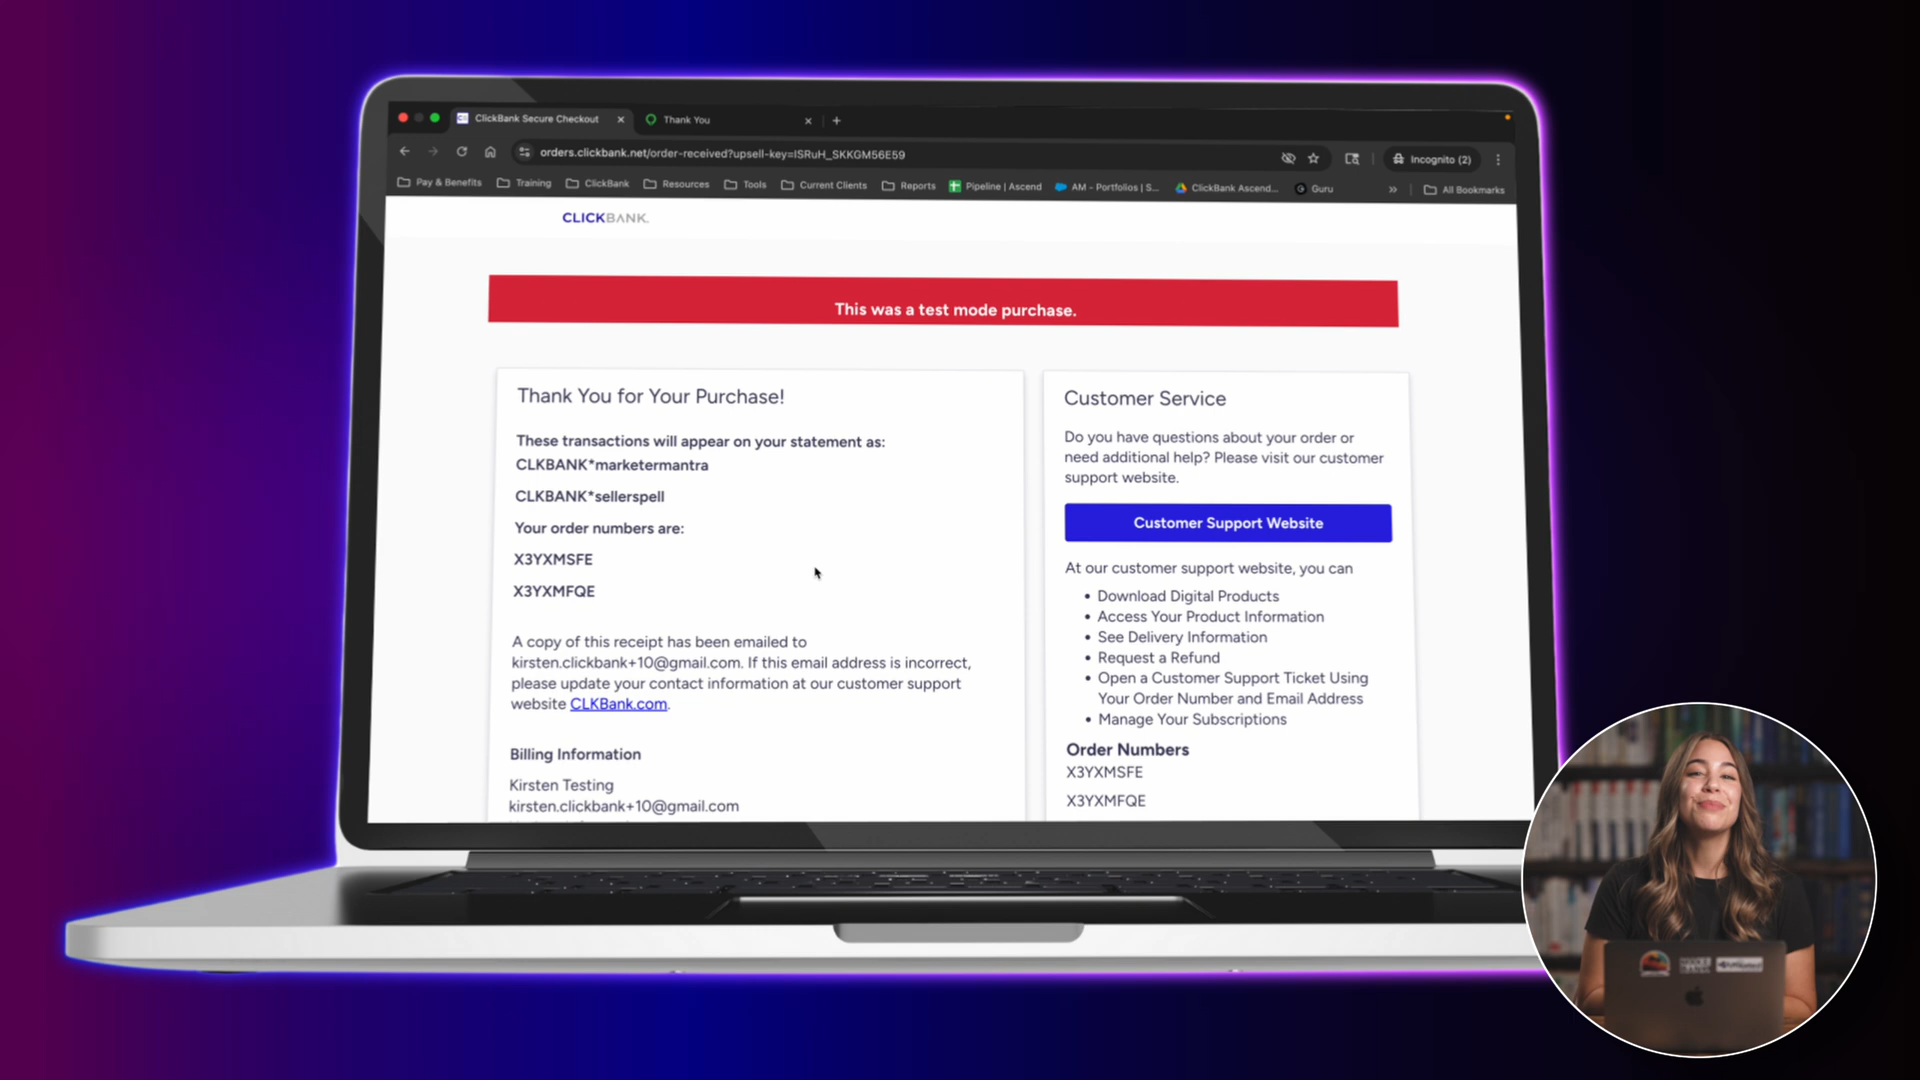 ClickBank Secure Checkout
Thank You
orders.clickbank.net/order-received?upsell-key=ISRuH_SKKGM56E59
Incognito (2)
Pay & Benefits
Training
ClickBank
Resources
Tools
Current Clients
Reports
Pipeline | Ascend
AM - Portfolios | S...
ClickBank Ascend...
Guru
All Bookmarks
CLICKBANK.
This was a test mode purchase.
Thank You for Your Purchase!
These transactions will appear on your statement as:
CLKBANK*marketermantra
CLKBANK*sellerspell
Your order numbers are:
X3YXMSFE
X3YXMFQE
A copy of this receipt has been emailed to
kirsten.clickbank+10@gmail.com. If this email address is incorrect,
please update your contact information at our customer support
website CLKBank.com.
Billing Information
Kirsten Testing
kirsten.clickbank+10@gmail.com
Customer Service
Do you have questions about your order or
need additional help? Please visit our customer
support website.
Customer Support Website
At our customer support website, you can
• Download Digital Products
• Access Your Product Information
• See Delivery Information
• Request a Refund
• Open a Customer Support Ticket Using
Your Order Number and Email Address
• Manage Your Subscriptions
Order Numbers
X3YXMSFE
X3YXMFQE